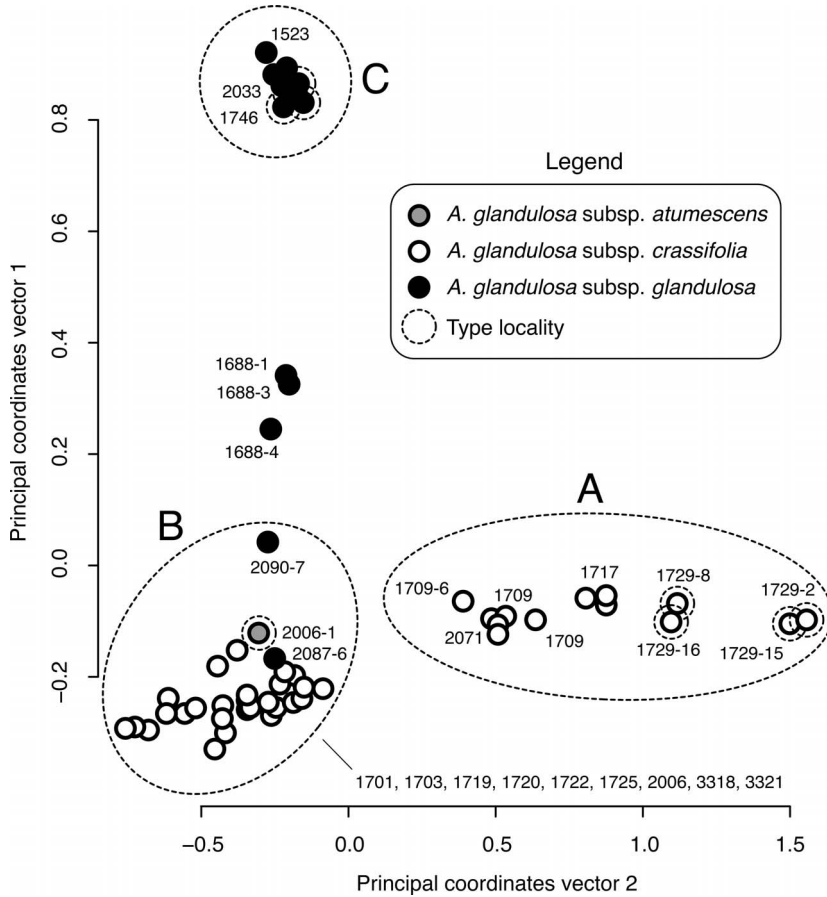 1523
C
2033
1746
0.8
0.6
0.4
0.2
0.0
−0.2
Principal coordinates vector 1
Legend
A. glandulosa subsp. atumescens
A. glandulosa subsp. crassifolia
A. glandulosa subsp. glandulosa
Type locality
1688-1
1688-3
1688-4
A
B
2090-7
2006-1
2087-6
1709-6
1709
1717
1729-8
1729-2
2071
1709
1729-16
1729-15
1701, 1703, 1719, 1720, 1722, 1725, 2006, 3318, 3321
−0.5 0.0 0.5 1.0 1.5
Principal coordinates vector 2